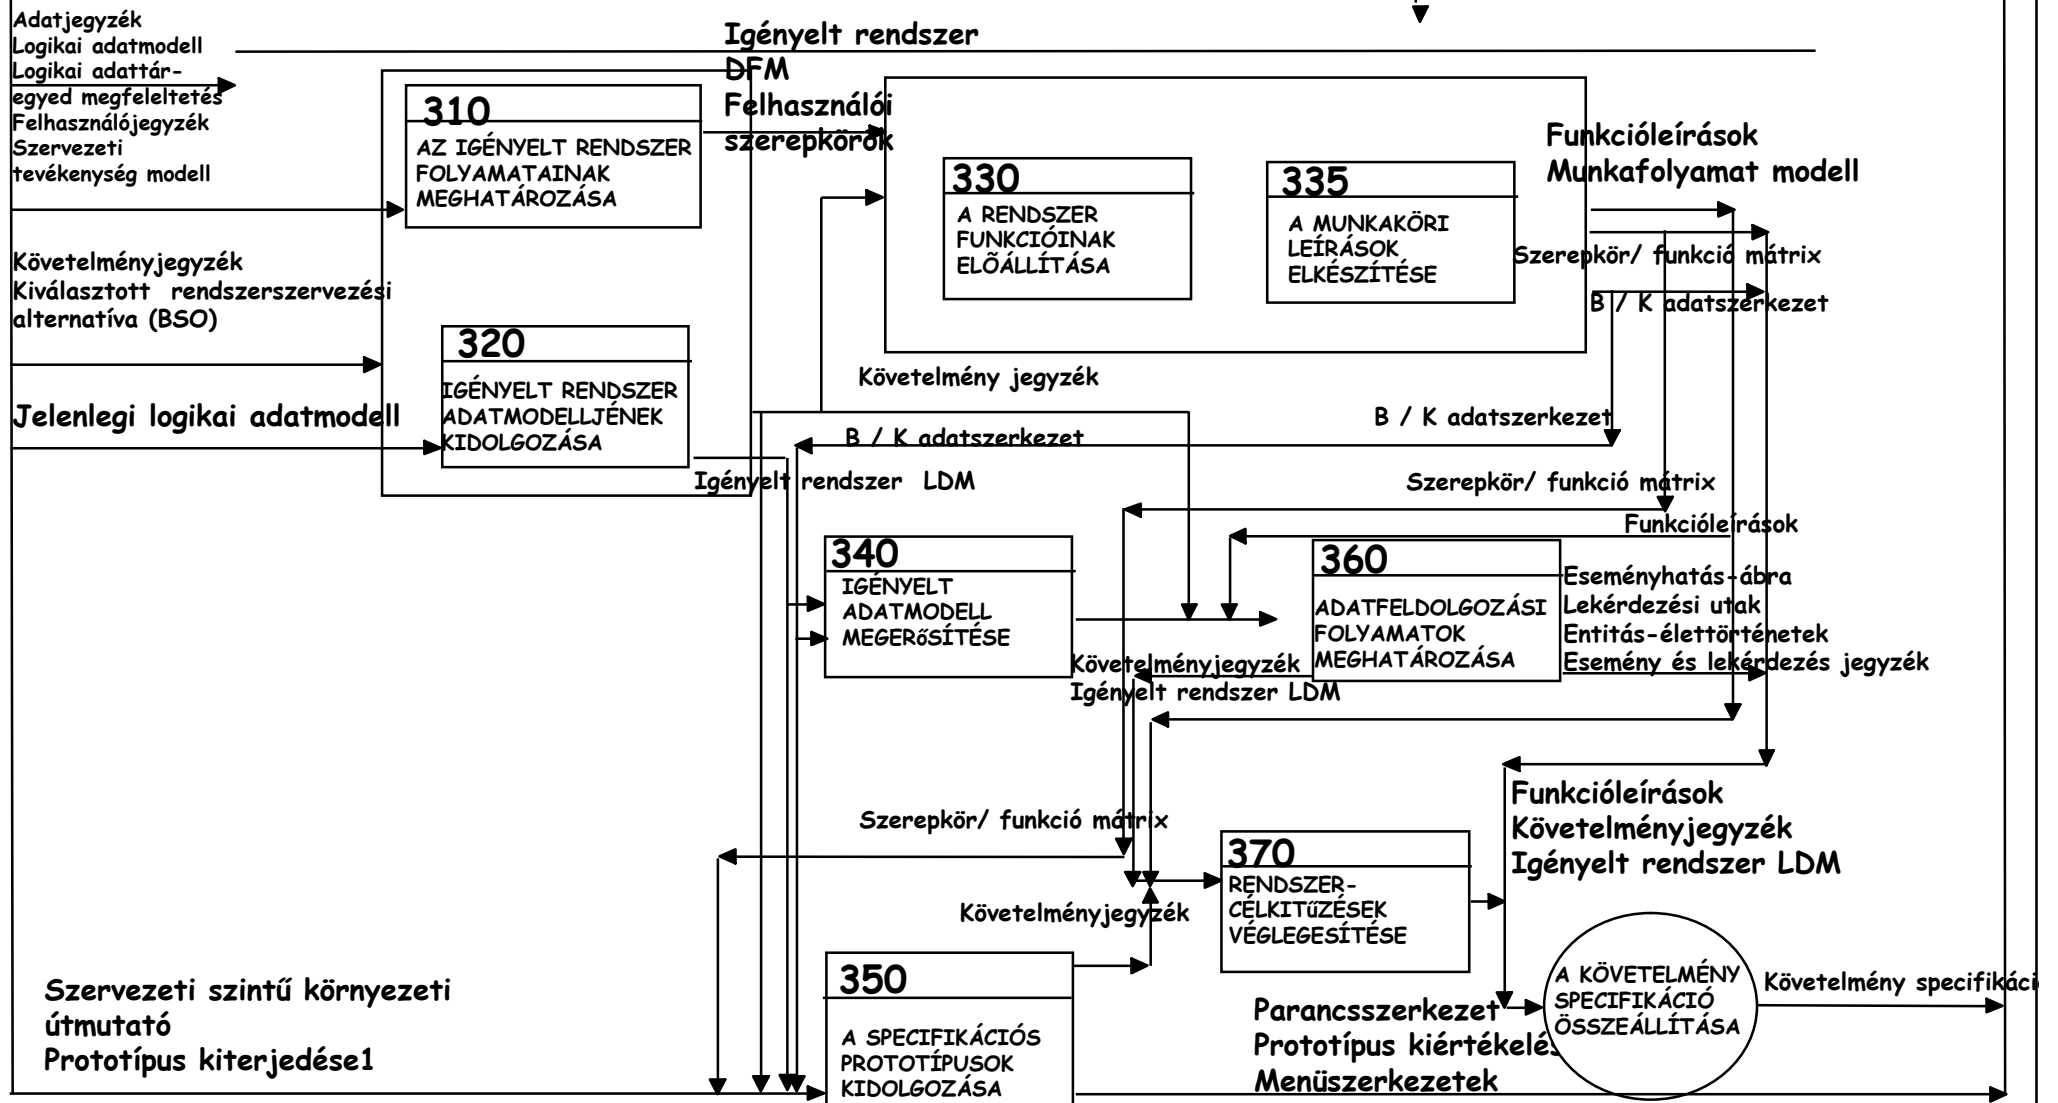 Adatjegyzék
Logikai adatmodell
Logikai adattár-
egyed megfeleltetés
Felhasználójegyzék
Szervezeti
tevékenység modell
Követelményjegyzék
Kiválasztott rendszerszervezési
alternatíva (BSO)
Jelenlegi logikai adatmodell
310
AZ IGÉNYELT RENDSZER
FOLYAMATAINAK
MEGHATÁROZÁSA
320
IGÉNYELT RENDSZER
ADATMODELLJÉNEK
KIDOLGOZÁSA
Igényelt rendszer
DFM
Felhasználói
szerepkörök
330
A RENDSZER
FUNKCIÓINAK
ELÕÁLLÍTÁSA
335
A MUNKAKÖRI
LEÍRÁSOK
ELKÉSZÍTÉSE
Funkcióleírások
Munkafolyamat modell
Szerepkör/ funkció mátrix
B / K adatszerkezet
Követelmény jegyzék
B / K adatszerkezet
B / K adatszerkezet
Igényelt rendszer LDM
Szerepkör/ funkció mátrix
Funkcióleírások
340
IGÉNYELT
ADATMODELL
MEGERőSÍTÉSE
360
ADATFELDOLGOZÁSI
FOLYAMATOK
MEGHATÁROZÁSA
Eseményhatás-ábra
Lekérdezési utak
Entitás-élettörténetek
Esemény és lekérdezés jegyzék
Követelményjegyzék
Igényelt rendszer LDM
Szerepkör/ funkció mátrix
Funkcióleírások
Követelményjegyzék
Igényelt rendszer LDM
370
RENDSZER-
CÉLKITűZÉSEK
VÉGLEGESÍTÉSE
Követelményjegyzék
Szervezeti szintű környezeti
útmutató
Prototípus kiterjedése1
350
A SPECIFIKÁCIÓS
PROTOTÍPUSOK
KIDOLGOZÁSA
Parancsszerkezet
Prototípus kiértékelés
Menüszerkezetek
A KÖVETELMÉNY
SPECIFIKÁCIÓ
ÖSSZEÁLLÍTÁSA
Követelmény specifikáci